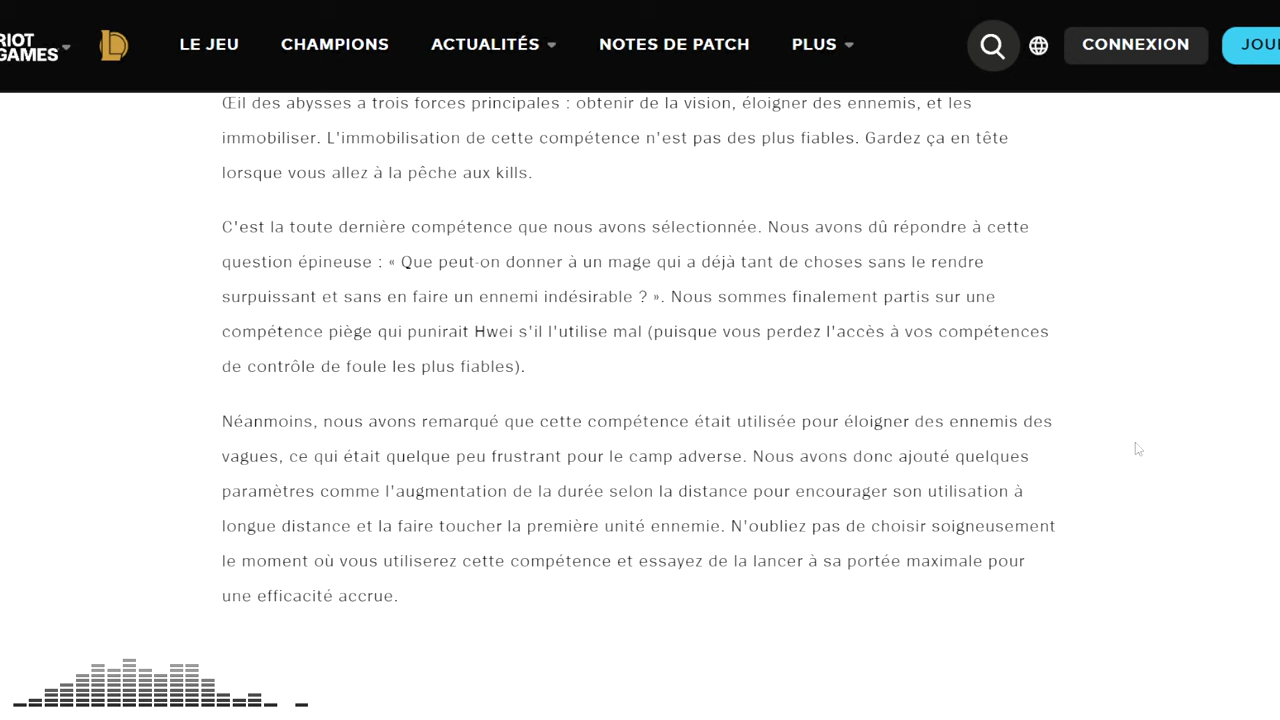 RIOT GAMES
LE JEU
CHAMPIONS
ACTUALITÉS
NOTES DE PATCH
PLUS
CONNEXION
JOU
Œil des abysses a trois forces principales : obtenir de la vision, éloigner des ennemis, et les
immobiliser. L'immobilisation de cette compétence n'est pas des plus fiables. Gardez ça en tête
lorsque vous allez à la pêche aux kills.
C'est la toute dernière compétence que nous avons sélectionnée. Nous avons dû répondre à cette
question épineuse : « Que peut-on donner à un mage qui a déjà tant de choses sans le rendre
surpuissant et sans en faire un ennemi indésirable ? ». Nous sommes finalement partis sur une
compétence piège qui punirait Hwei s'il l'utilise mal (puisque vous perdez l'accès à vos compétences
de contrôle de foule les plus fiables).
Néanmoins, nous avons remarqué que cette compétence était utilisée pour éloigner des ennemis des
vagues, ce qui était quelque peu frustrant pour le camp adverse. Nous avons donc ajouté quelques
paramètres comme l'augmentation de la durée selon la distance pour encourager son utilisation à
longue distance et la faire toucher la première unité ennemie. N'oubliez pas de choisir soigneusement
le moment où vous utiliserez cette compétence et essayez de la lancer à sa portée maximale pour
une efficacité accrue.